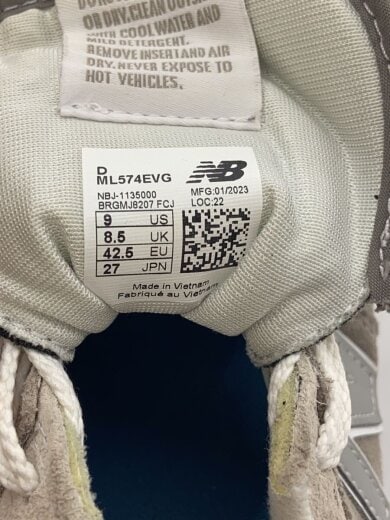 OR DRY. CLEAN USING
WITH COOL WATER AND
MILD DETERGENT.
REMOVE INSERT AND AIR
DRY. NEVER EXPOSE TO
HOT VEHICLES.
D
ML574EVG
NB
NBJ-1135000
MFG:01/2023
BRGMJ8207 FCJ
LOC:22
9 US
8.5 UK
42.5 EU
27 JPN
Made in Vietnam
Fabriqué au Vietnam